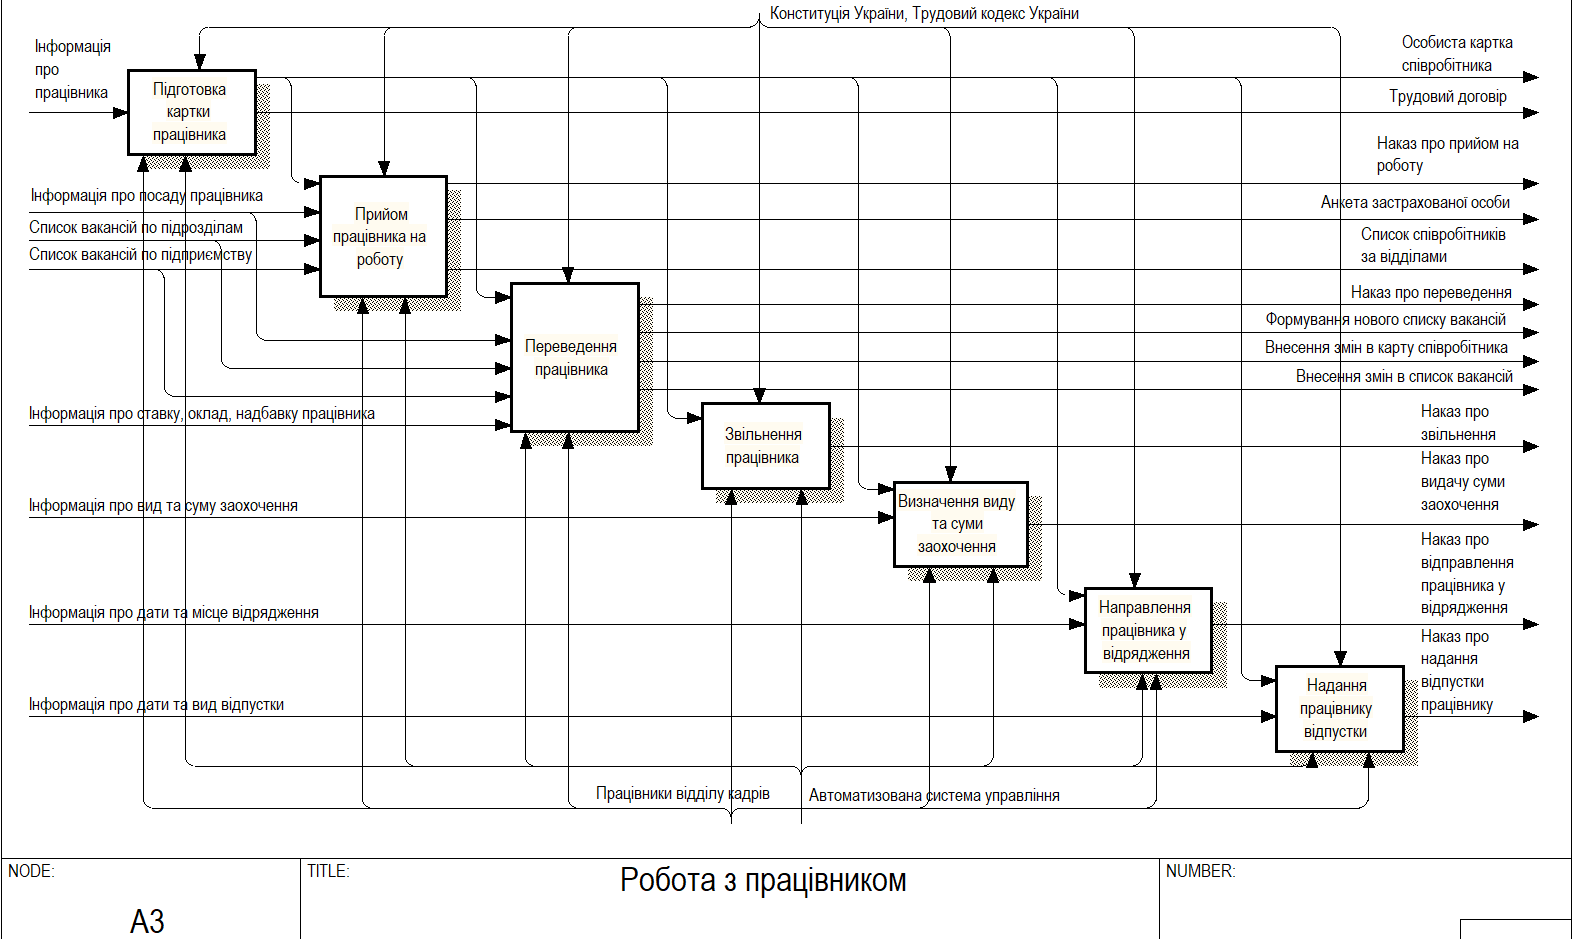 Конституція України, Трудовий кодекс України
Інформація
про
працівника
Підготовка
картки
працівника
Особиста картка
співробітника
Трудовий договір
Наказ про прийом на
роботу
Інформація про посаду працівника
Список вакансій по підрозділам
Список вакансій по підприємству
Прийом
працівника на
роботу
Анкета застрахованої особи
Список співробітників
за відділами
Наказ про переведення
Формування нового списку вакансій
Внесення змін в карту співробітника
Внесення змін в список вакансій
Переведення
працівника
Інформація про ставку, оклад, надбавку працівника
Звільнення
працівника
Наказ про
звільнення
Наказ про
видачу суми
заохочення
Інформація про вид та суму заохочення
Визначення виду
та суми
заохочення
Наказ про
відправлення
працівника у
відрядження
Інформація про дати та місце відрядження
Направлення
працівника у
відрядження
Наказ про
надання
відпустки
працівнику
Інформація про дати та вид відпустки
Надання
працівнику
відпустки
Працівники відділу кадрів
Автоматизована система управління
NODE:
TITLE:
NUMBER:
А3
Робота з працівником